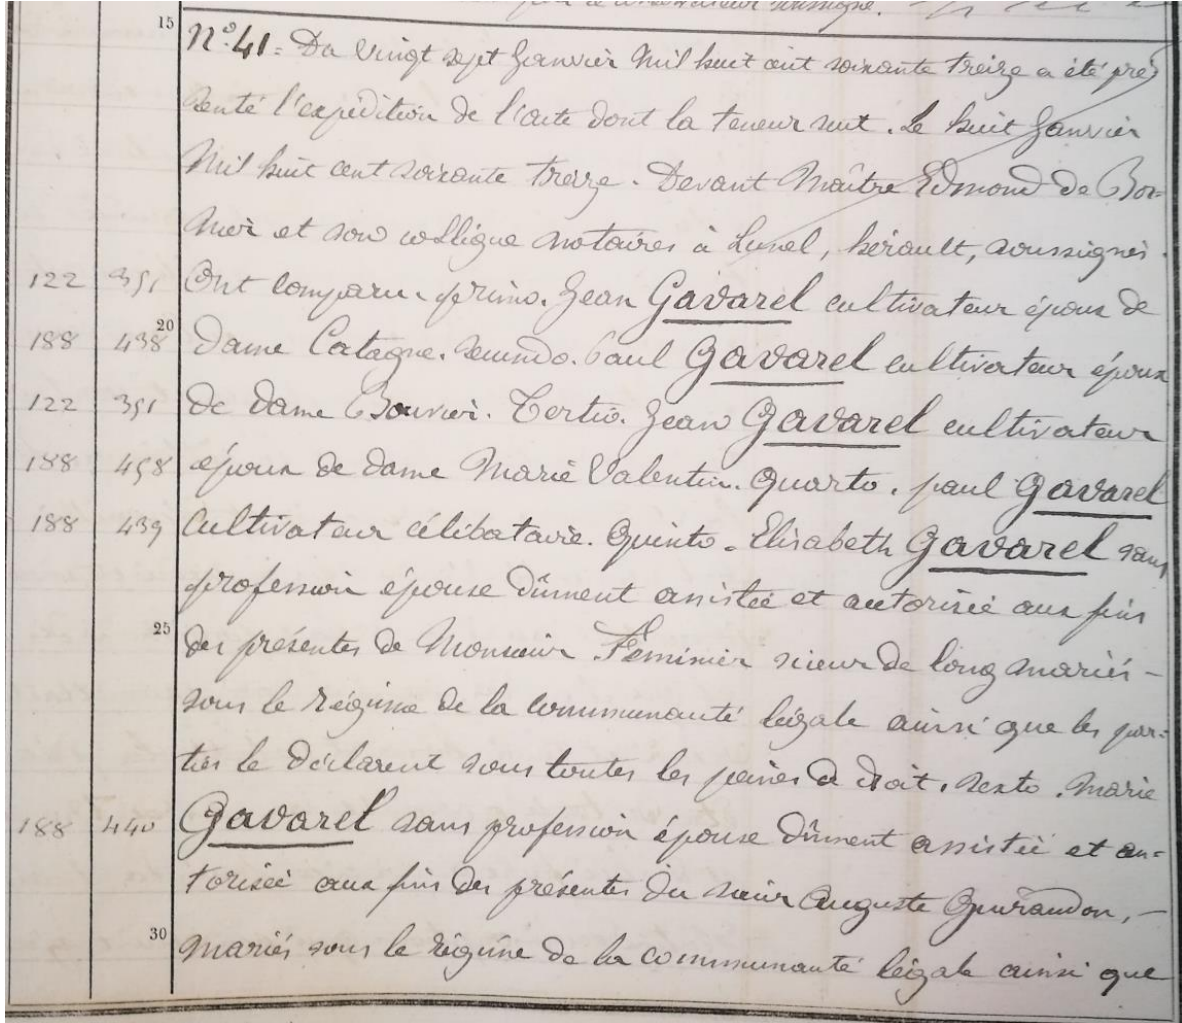 soussigné.
15
N° 41 = Du vingt sept Janvier mil huit cent soixante treize a été pré
senté l'expédition de l'acte dont la teneur suit. Le huit Janvier
Mil huit cent soixante treize. Devant Maître Edmond de Bor-
nier et son collègue notaires à Lunel, hérault, soussignés.
122 351 Ont comparu. primo. Jean Gavarel cultivateur époux de
20
188 438 dame Catagne. secundo. Paul Gavarel cultivateur époux
122 351 de dame Bouvier. Tertio. Jean Gavarel cultivateur
188 458 époux de dame Marie Valentin. Quarto. paul Gavarel
188 439 Cultivateur célibataire. Quinto. Elisabeth Gavarel sans
profession épouse dûment assistée et autorisée aux fins
25
des présentes de Monsieur Féminier scieur de long mariés -
sous le régime de la communauté légale ainsi que les par-
ties le déclarent sous toutes les peines de droit. sexto. Marie
188 440 Gavarel sans profession épouse dûment assistée et au=
torisée aux fins des présentes du sieur Auguste, -
30
mariés sous le régime de la communauté légale ainsi que